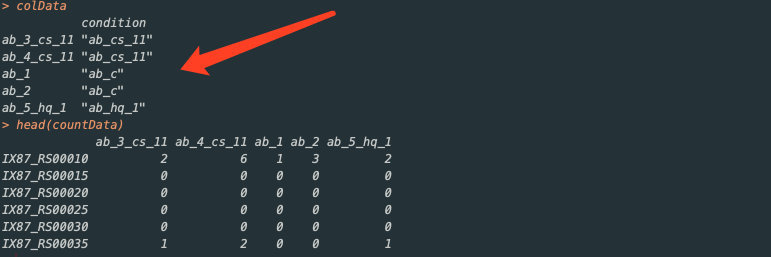 > colData
condition
ab_3_cs_11 "ab_cs_11"
ab_4_cs_11 "ab_cs_11"
ab_1 "ab_c"
ab_2 "ab_c"
ab_5_hq_1 "ab_hq_1"
> head(countData)
ab_3_cs_11 ab_4_cs_11 ab_1 ab_2 ab_5_hq_1
IX87_RS00010 2 6 1 3 2
IX87_RS00015 0 0 0 0 0
IX87_RS00020 0 0 0 0 0
IX87_RS00025 0 0 0 0 0
IX87_RS00030 0 0 0 0 0
IX87_RS00035 1 2 0 0 1